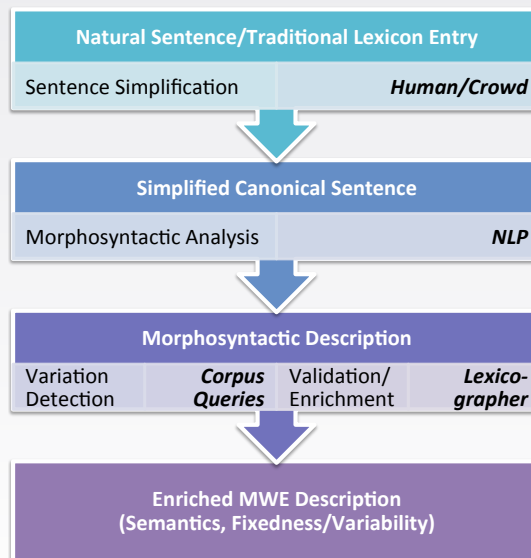 Natural Sentence/Traditional Lexicon Entry
Sentence Simplification Human/Crowd
Simplified Canonical Sentence
Morphosyntactic Analysis NLP
Morphosyntactic Description
Variation Corpus Validation/ Lexico-
Detection Queries Enrichment grapher
Enriched MWE Description
(Semantics, Fixedness/Variability)